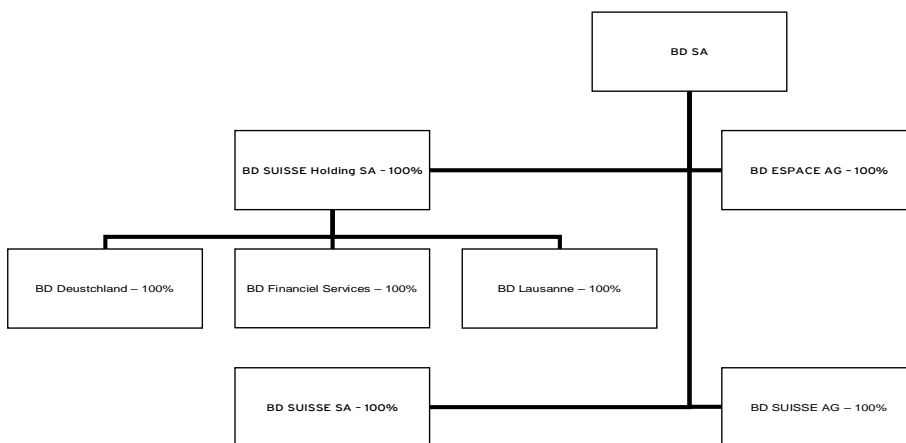 BD SA
BD SUISSE Holding SA - 100%
BD ESPACE AG - 100%
BD Deustchland – 100%
BD Financiel Services – 100%
BD Lausanne – 100%
BD SUISSE SA - 100%
BD SUISSE AG – 100%